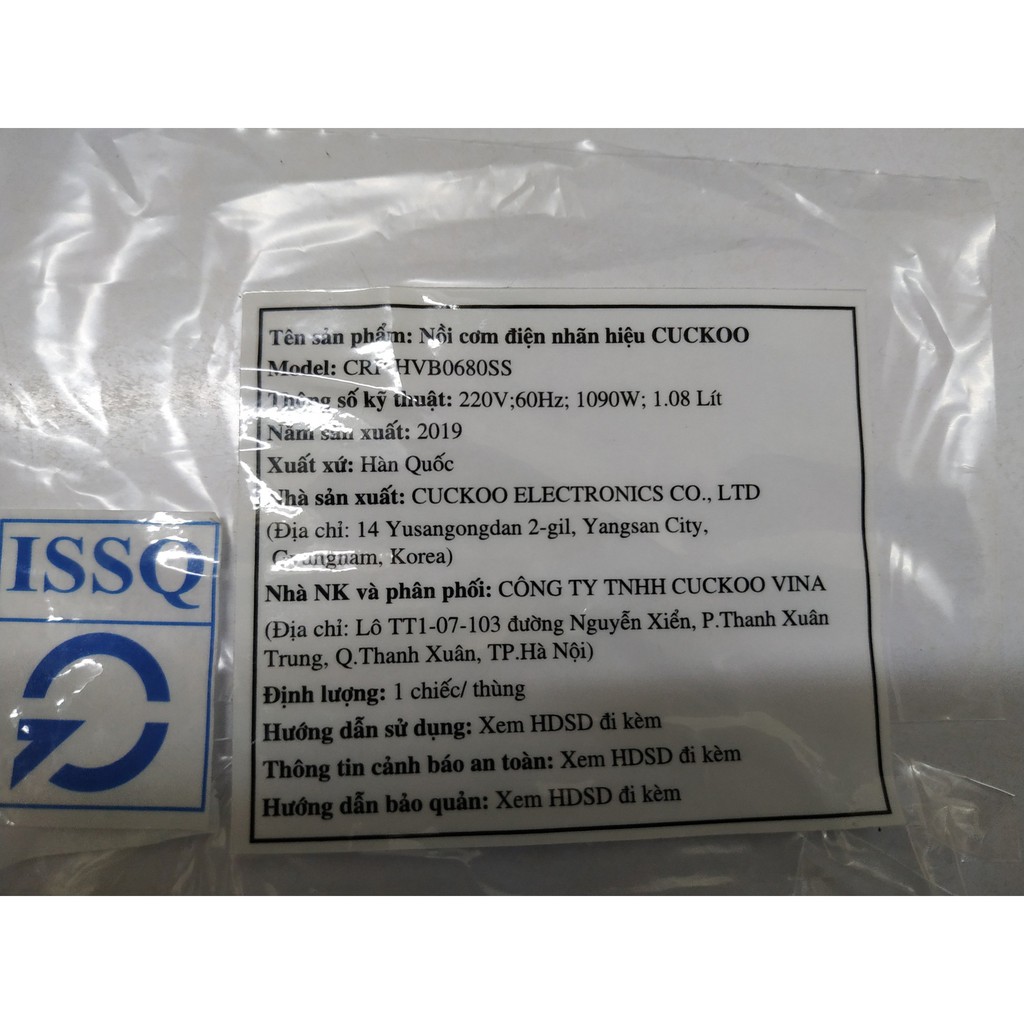 Tên sản phẩm: Nồi cơm điện nhãn hiệu CUCKOO
Model: CRP-HVB0680SS
Thông số kỹ thuật: 220V;60Hz; 1090W; 1.08 Lít
Năm sản xuất: 2019
Xuất xứ: Hàn Quốc
Nhà sản xuất: CUCKOO ELECTRONICS CO., LTD
(Địa chỉ: 14 Yusangongdan 2-gil, Yangsan City,
Gyungnam, Korea)
Nhà NK và phân phối: CÔNG TY TNHH CUCKOO VINA
(Địa chỉ: Lô TT1-07-103 đường Nguyễn Xiển, P.Thanh Xuân
Trung, Q.Thanh Xuân, TP.Hà Nội)
Định lượng: 1 chiếc/ thùng
Hướng dẫn sử dụng: Xem HDSD đi kèm
Thông tin cảnh báo an toàn: Xem HDSD đi kèm
Hướng dẫn bảo quản: Xem HDSD đi kèm
ISSQ